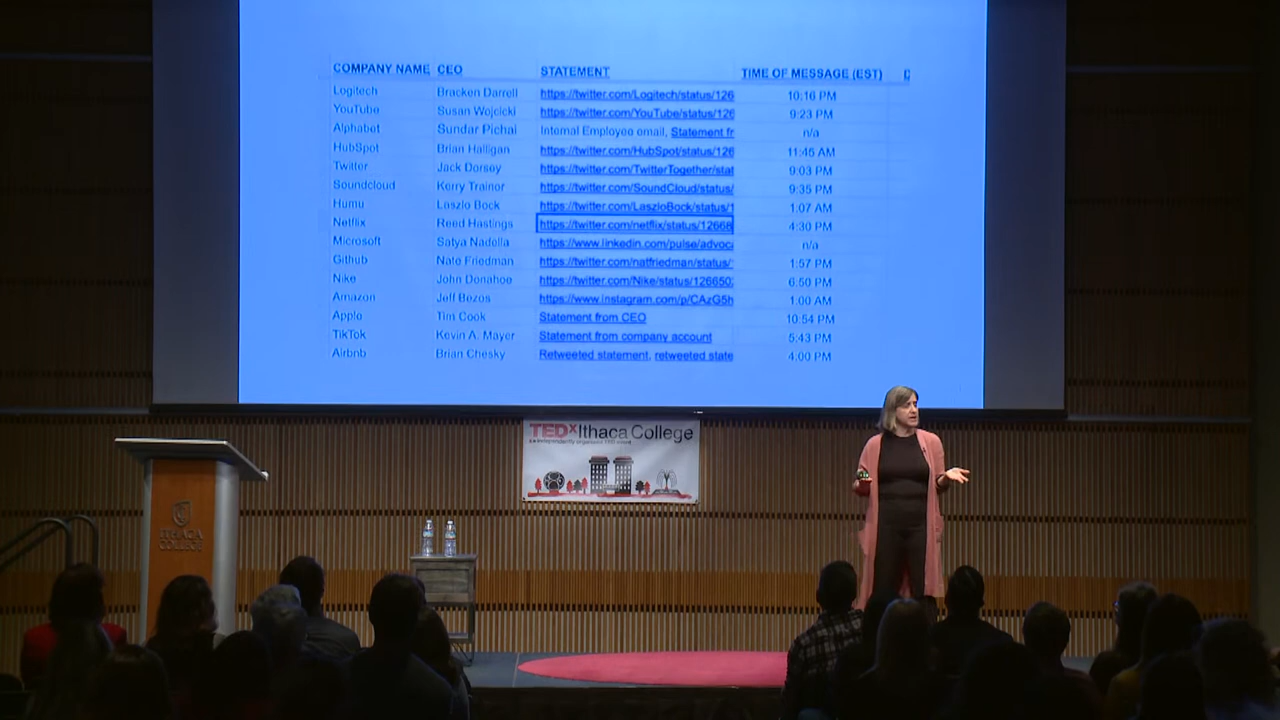 COMPANY NAME CEO STATEMENT TIME OF MESSAGE (EST) D
Logitech Bracken Darrell https://twitter.com/Logitech/status/126 10:16 PM
YouTube Susan Wojcicki https://twitter.com/YouTube/status/126 9:23 PM
Alphabet Sundar Pichai Internal Employee email, Statement fr n/a
HubSpot Brian Halligan https://twitter.com/HubSpot/status/126 11:45 AM
Twitter Jack Dorsey https://twitter.com/TwitterTogether/stat 9:03 PM
Soundcloud Kerry Trainor https://twitter.com/SoundCloud/status/ 9:35 PM
Humu Laszlo Bock https://twitter.com/LaszloBock/status/1 1:07 AM
Netflix Reed Hastings https://twitter.com/netflix/status/12668 4:30 PM
Microsoft Satya Nadella https://www.linkedin.com/pulse/advoca n/a
Github Nate Friedman https://twitter.com/natfriedman/status/ 1:57 PM
Nike John Donahoe https://twitter.com/Nike/status/126650 6:50 PM
Amazon Jeff Bezos https://www.instagram.com/p/CAzG5h 1:00 AM
Apple Tim Cook Statement from CEO 10:54 PM
TikTok Kevin A. Mayer Statement from company account 5:43 PM
Airbnb Brian Chesky Retweeted statement, retweeted state 4:00 PM
TEDxIthaca College
independently organized TED event
ITHACA
COLLEGE